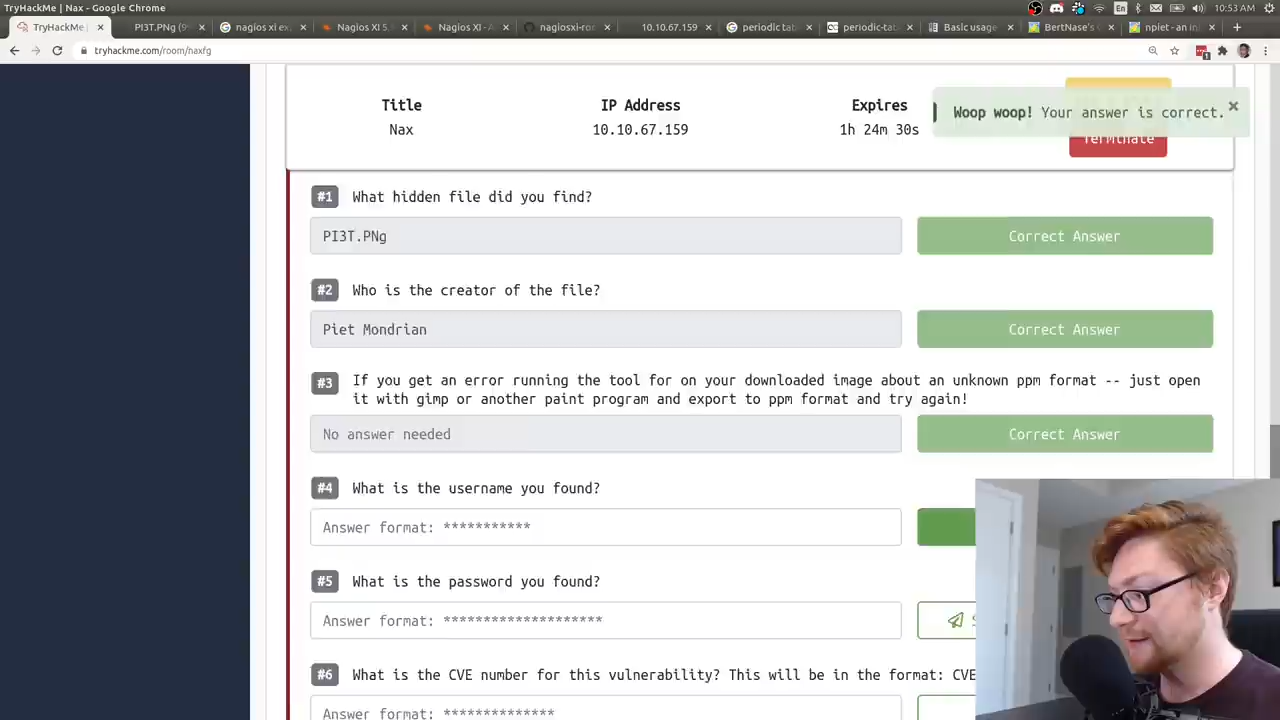 TryHackMe | Nax - Google Chrome
10:53 AM
TryHackMe
PI3T.PNg (9
nagios xi ex
Nagios XI 5.
Nagios XI - A
nagiosxi-roo
10.10.67.159
periodic tab
periodic-tab
Basic usage
BertNase's O
npiet - an in
tryhackme.com/room/naxfg
Title
IP Address
Expires
Nax
10.10.67.159
1h 24m 30s
Woop woop! Your answer is correct.
Terminate
#1 What hidden file did you find?
PI3T.PNg
Correct Answer
#2 Who is the creator of the file?
Piet Mondrian
Correct Answer
#3 If you get an error running the tool for on your downloaded image about an unknown ppm format -- just open
it with gimp or another paint program and export to ppm format and try again!
No answer needed
Correct Answer
#4 What is the username you found?
Answer format: ***********
#5 What is the password you found?
Answer format: ********************
#6 What is the CVE number for this vulnerability? This will be in the format: CVE
Answer format: **************